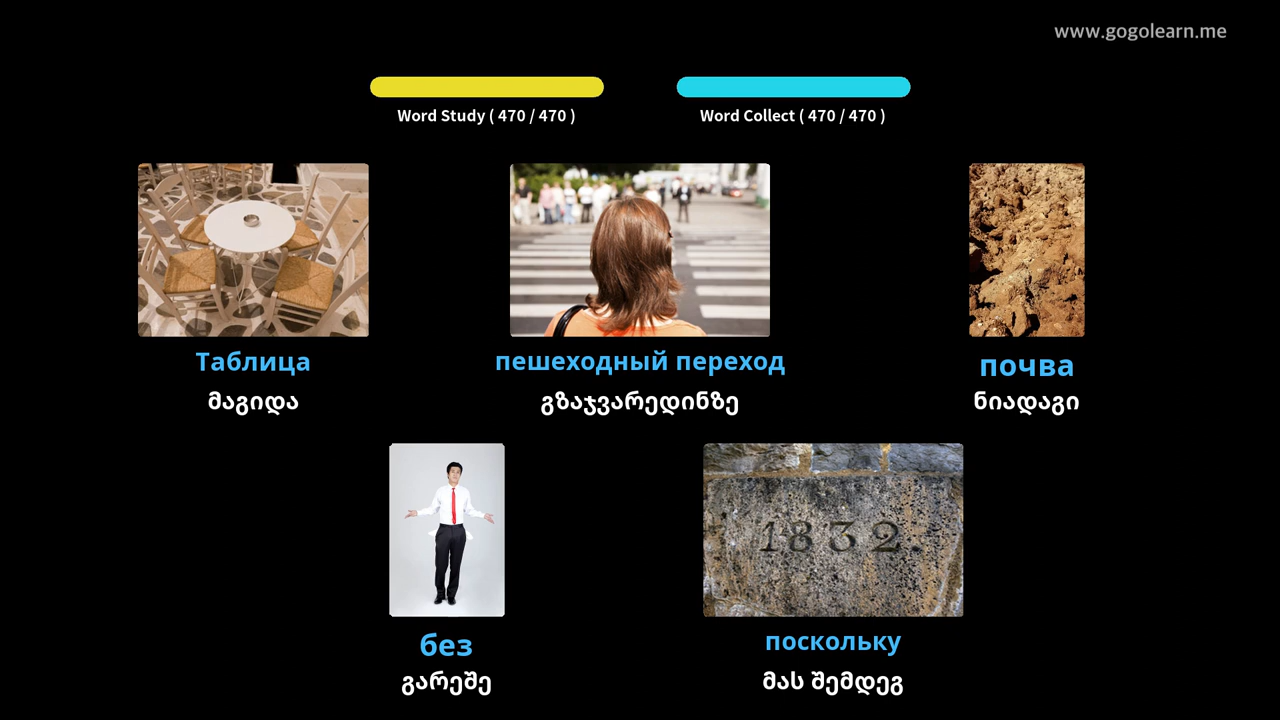 www.gogolearn.me
Word Study ( 470 / 470 )
Word Collect ( 470 / 470 )
Таблица
пешеходный переход
почва
მაგიდა
გზაჯვარედინზე
ნიადაგი
1832.
без
поскольку
გარეშე
მას შემდეგ